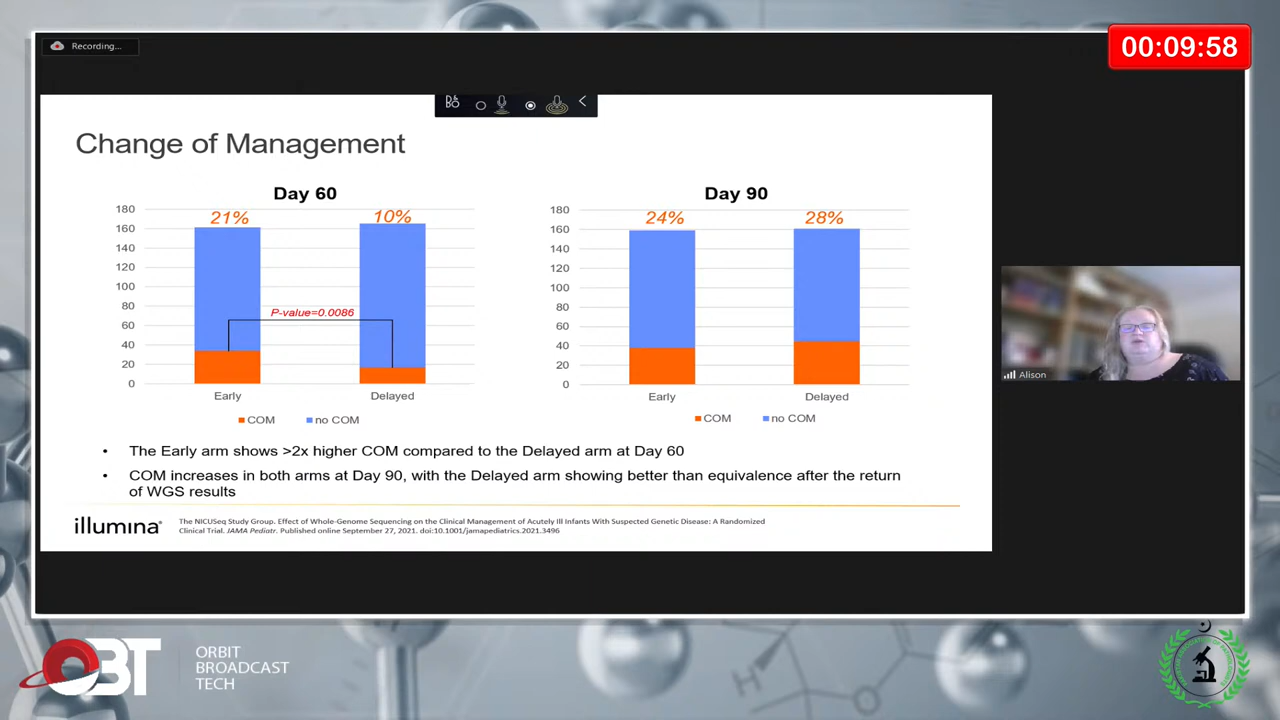 Recording...
00:09:58
Change of Management
Day 60
180
160
140
120
100
80
60
40
20
0
21%
10%
P-value=0.0086
Early
Delayed
COM
no COM
Day 90
180
160
140
120
100
80
60
40
20
0
24%
28%
Early
Delayed
COM
no COM
• The Early arm shows >2x higher COM compared to the Delayed arm at Day 60
• COM increases in both arms at Day 90, with the Delayed arm showing better than equivalence after the return
of WGS results
illumina®
The NICUSeq Study Group. Effect of Whole-Genome Sequencing on the Clinical Management of Acutely Ill Infants With Suspected Genetic Disease: A Randomized
Clinical Trial. JAMA Pediatr. Published online September 27, 2021. doi:10.1001/jamapediatrics.2021.3496
Alison
OBT
ORBIT
BROADCAST
TECH